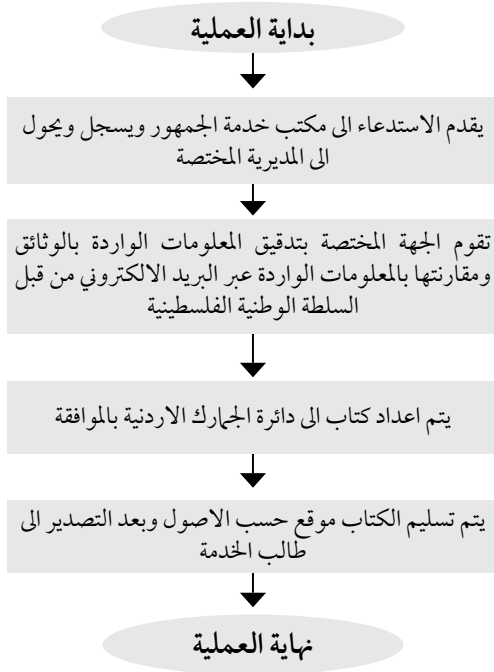 بداية العملية
يقدم الاستدعاء الى مكتب خدمة الجمهور ويسجل ويحول
الى المديرية المختصة
تقوم الجهة المختصة بتدقيق المعلومات الواردة بالوثائق
ومقارنتها بالمعلومات الواردة عبر البريد الالكتروني من قبل
السلطة الوطنية الفلسطينية
يتم اعداد كتاب الى دائرة الجمارك الاردنية بالموافقة
يتم تسليم الكتاب موقع حسب الاصول وبعد التصدير الى
طالب الخدمة
نهاية العملية